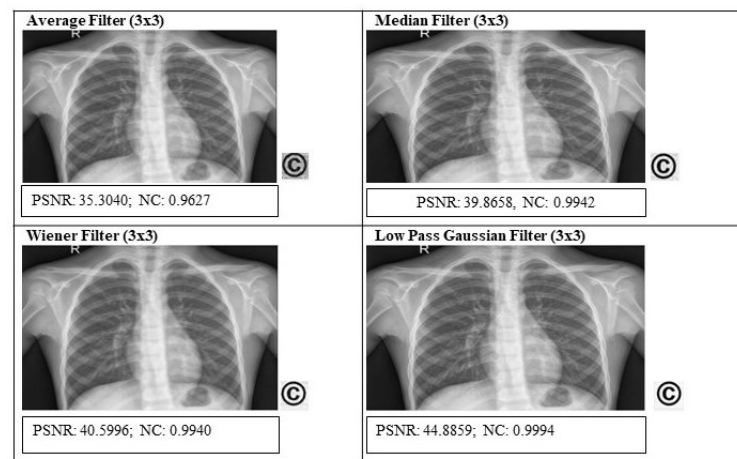 Average Filter (3x3)
R
©
PSNR: 35.3040; NC: 0.9627
Median Filter (3x3)
R
©
PSNR: 39.8658, NC: 0.9942
Wiener Filter (3x3)
R
©
PSNR: 40.5996; NC: 0.9940
Low Pass Gaussian Filter (3x3)
R
©
PSNR: 44.8859; NC: 0.9994